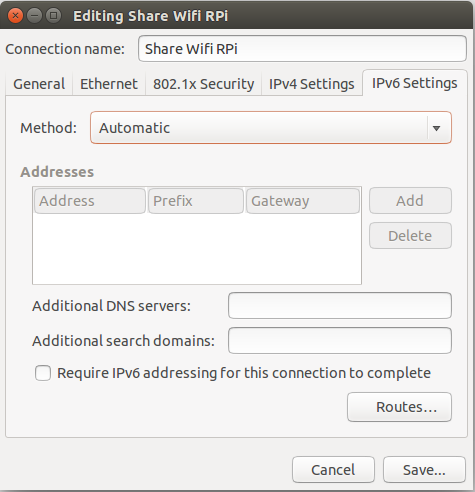 Editing Share Wifi RPi
Connection name: Share Wifi RPi
General Ethernet 802.1x Security IPv4 Settings IPv6 Settings
Method: Automatic
Addresses
Address Prefix Gateway Add
Delete
Additional DNS servers:
Additional search domains:
Require IPv6 addressing for this connection to complete
Routes...
Cancel Save...